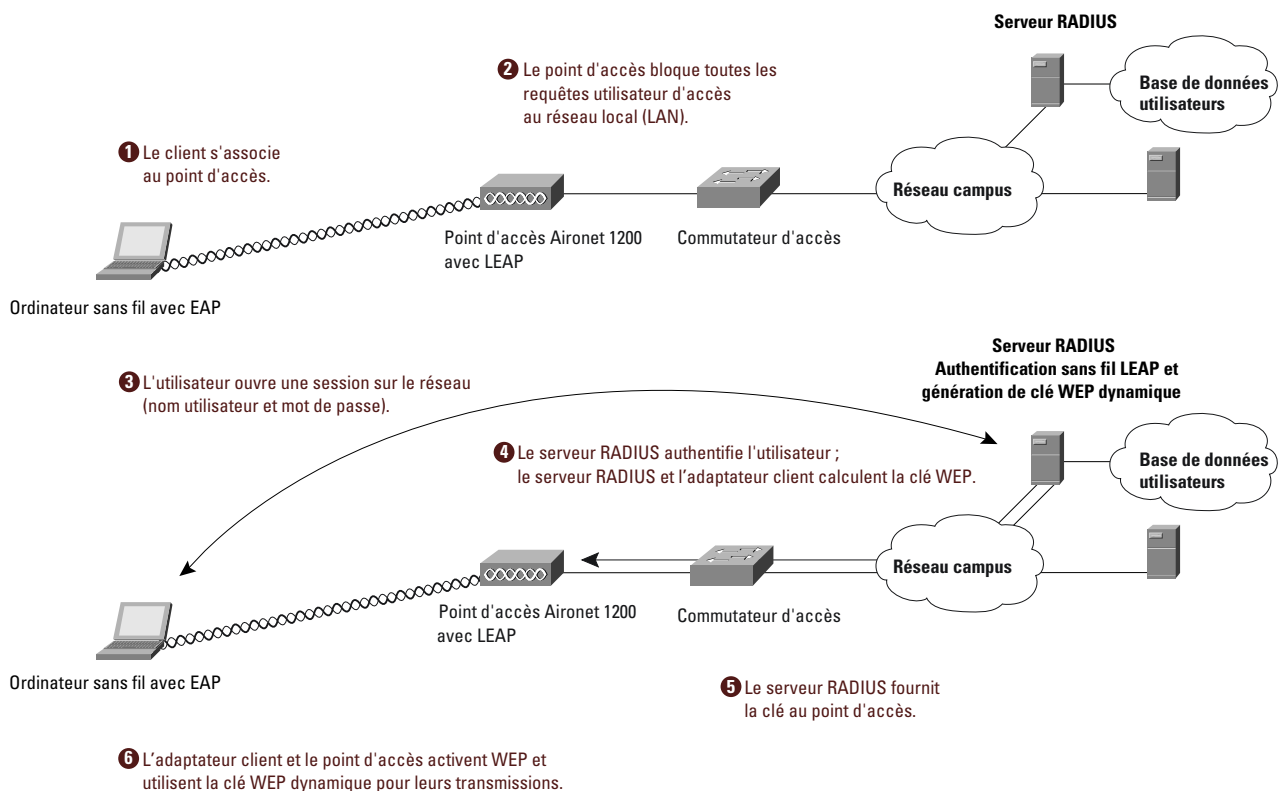 Serveur RADIUS
2 Le point d'accès bloque toutes les
requêtes utilisateur d'accès
au réseau local (LAN).
Base de données
utilisateurs
1 Le client s'associe
au point d'accès.
Réseau campus
Point d'accès Aironet 1200
avec LEAP
Commutateur d'accès
Ordinateur sans fil avec EAP
Serveur RADIUS
Authentification sans fil LEAP et
génération de clé WEP dynamique
3 L'utilisateur ouvre une session sur le réseau
(nom utilisateur et mot de passe).
4 Le serveur RADIUS authentifie l'utilisateur ;
le serveur RADIUS et l'adaptateur client calculent la clé WEP.
Base de données
utilisateurs
Réseau campus
Point d'accès Aironet 1200
avec LEAP
Commutateur d'accès
Ordinateur sans fil avec EAP
5 Le serveur RADIUS fournit
la clé au point d'accès.
6 L'adaptateur client et le point d'accès activent WEP et
utilisent la clé WEP dynamique pour leurs transmissions.